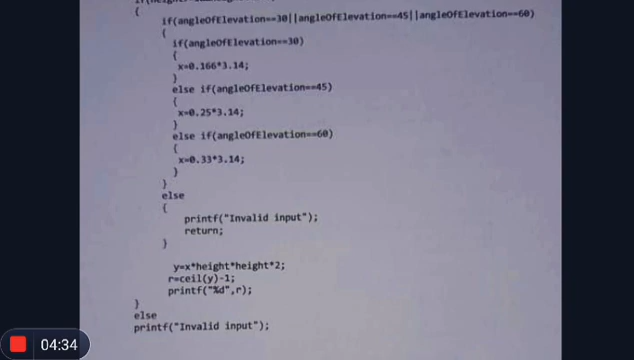 {
if(angleOfElevation==30||angleOfElevation==45||angleOfElevation==60)
{
if(angleOfElevation==30)
{
x=0.166*3.14;
}
else if(angleOfElevation==45)
{
x=0.25*3.14;
}
else if(angleOfElevation==60)
{
x=0.33*3.14;
}
}
else
{
printf("Invalid input");
return;
}
y=x*height*height*2;
r=ceil(y)-1;
printf("%d",r);
}
else
printf("Invalid input");
04:34